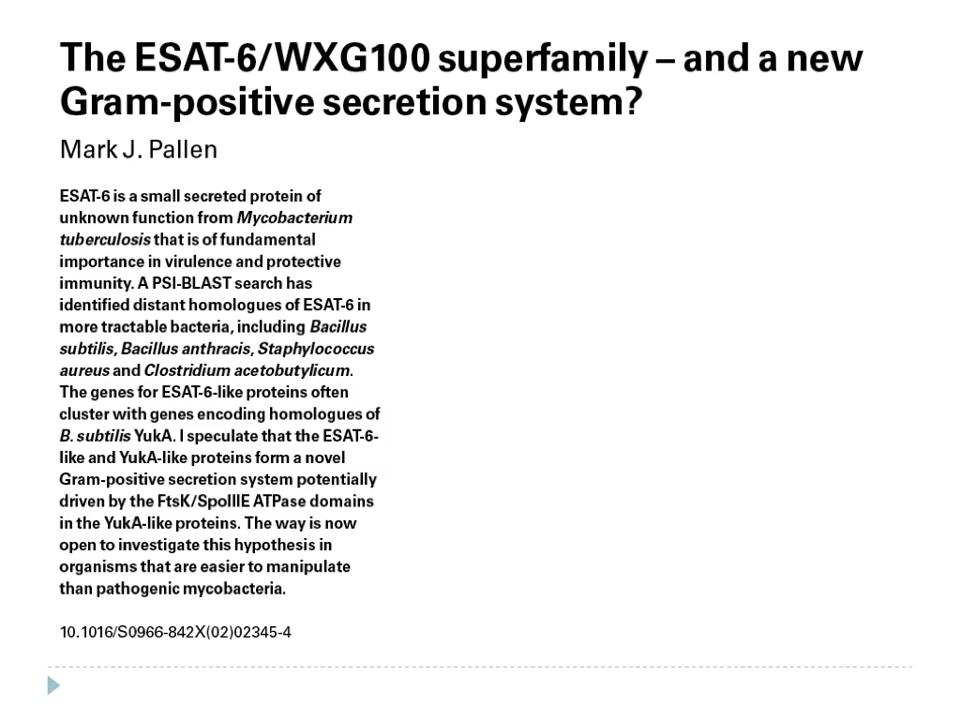 The ESAT-6/WXG100 superfamily – and a new
Gram-positive secretion system?
Mark J. Pallen
ESAT-6 is a small secreted protein of
unknown function from Mycobacterium
tuberculosis that is of fundamental
importance in virulence and protective
immunity. A PSI-BLAST search has
identified distant homologues of ESAT-6 in
more tractable bacteria, including Bacillus
subtilis, Bacillus anthracis, Staphylococcus
aureus and Clostridium acetobutylicum.
The genes for ESAT-6-like proteins often
cluster with genes encoding homologues of
B. subtilis YukA. I speculate that the ESAT-6-
like and YukA-like proteins form a novel
Gram-positive secretion system potentially
driven by the FtsK/SpoIIIE ATPase domains
in the YukA-like proteins. The way is now
open to investigate this hypothesis in
organisms that are easier to manipulate
than pathogenic mycobacteria.
10.1016/S0966-842X(02)02345-4